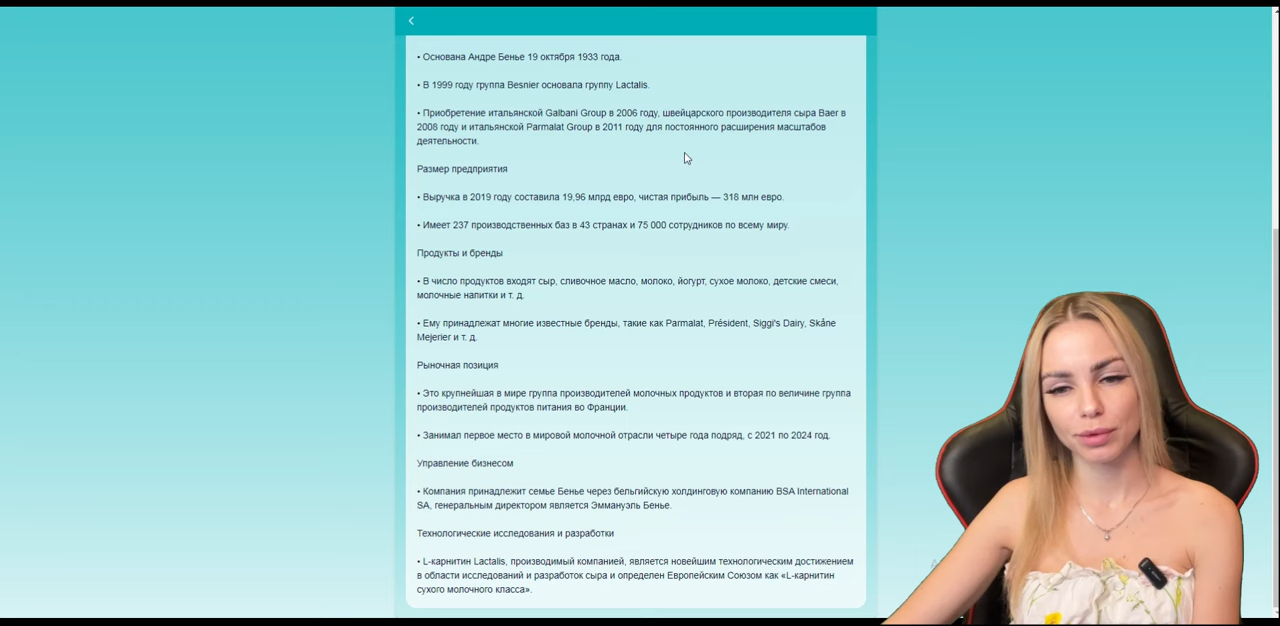 • Основана Андре Бенье 19 октября 1933 года.
• В 1999 году группа Besnier основала группу Lactalis.
• Приобретение итальянской Galbani Group в 2006 году, швейцарского производителя сыра Baer в
2008 году и итальянской Parmalat Group в 2011 году для постоянного расширения масштабов
деятельности.
Размер предприятия
• Выручка в 2019 году составила 19,96 млрд евро, чистая прибыль — 318 млн евро.
• Имеет 237 производственных баз в 43 странах и 75 000 сотрудников по всему миру.
Продукты и бренды
• В число продуктов входят сыр, сливочное масло, молоко, йогурт, сухое молоко, детские смеси,
молочные напитки и т. д.
• Ему принадлежат многие известные бренды, такие как Parmalat, Président, Siggi's Dairy, Skåne
Mejerier и т. д.
Рыночная позиция
• Это крупнейшая в мире группа производителей молочных продуктов и вторая по величине группа
производителей продуктов питания во Франции.
• Занимал первое место в мировой молочной отрасли четыре года подряд, с 2021 по 2024 год.
Управление бизнесом
• Компания принадлежит семье Бенье через бельгийскую холдинговую компанию BSA International
SA, генеральным директором является Эммануэль Бенье.
Технологические исследования и разработки
• L-карнитин Lactalis, производимый компанией, является новейшим технологическим достижением
в области исследований и разработок сыра и определен Европейским Союзом как «L-карнитин
сухого молочного класса».